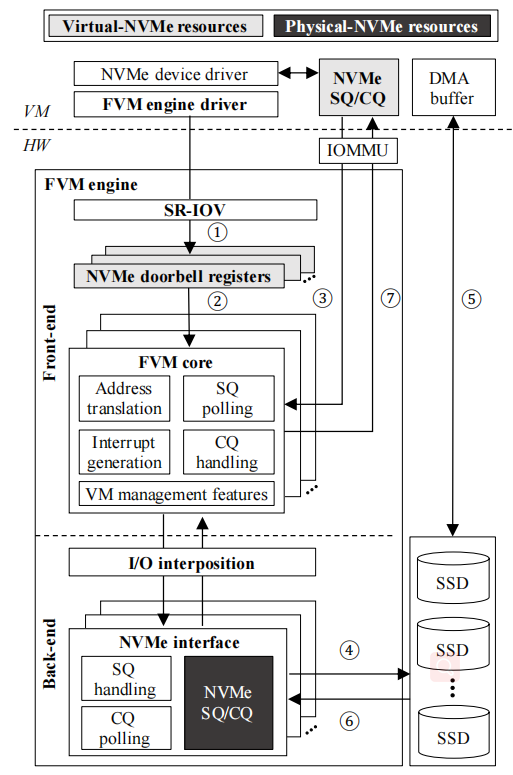 Virtual-NVMe resources
Physical-NVMe resources
NVMe device driver
FVM engine driver
NVMe
SQ/CQ
DMA
buffer
VM
HW
IOMMU
FVM engine
SR-IOV
①
NVMe doorbell registers
②
③
⑦
⑤
Front-end
FVM core
Address
translation
SQ
polling
Interrupt
generation
CQ
handling
VM management features
I/O interposition
Back-end
NVMe interface
SQ
handling
CQ
polling
NVMe
SQ/CQ
④
⑥
SSD
SSD
SSD